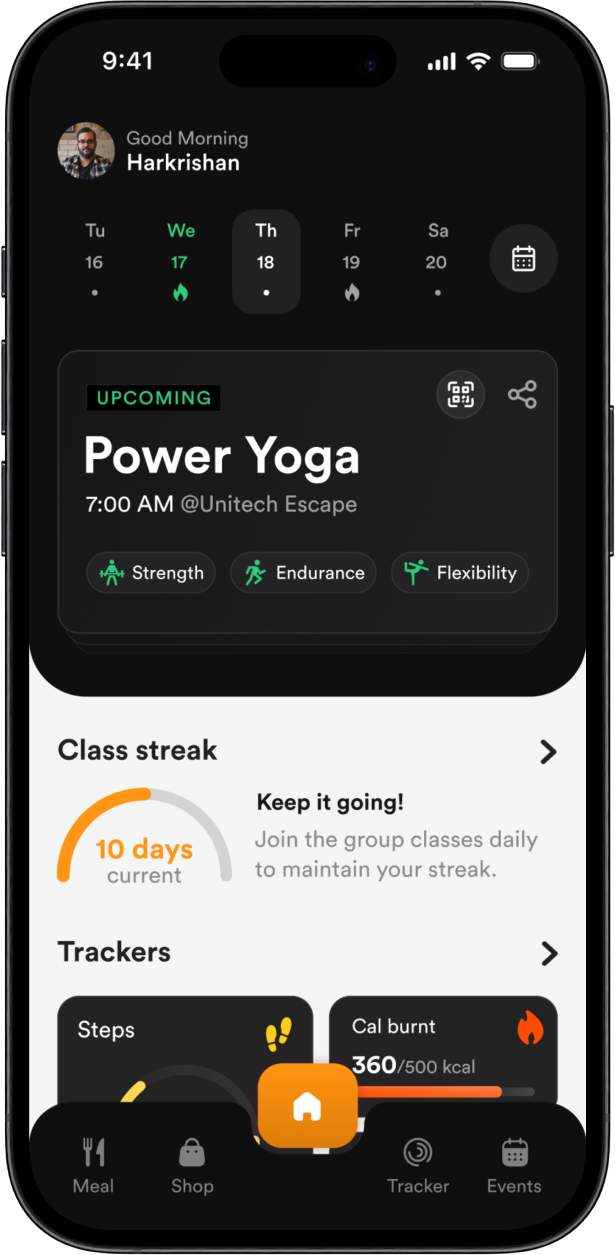 9:41
Good Morning
Harkrishan
Tu We Th Fr Sa
16 17 18 19 20
UPCOMING
Power Yoga
7:00 AM @Unitech Escape
Strength Endurance Flexibility
Class streak
10 days
current
Keep it going!
Join the group classes daily
to maintain your streak.
Trackers
Steps
Cal burnt
360/500 kcal
Meal Shop Tracker Events